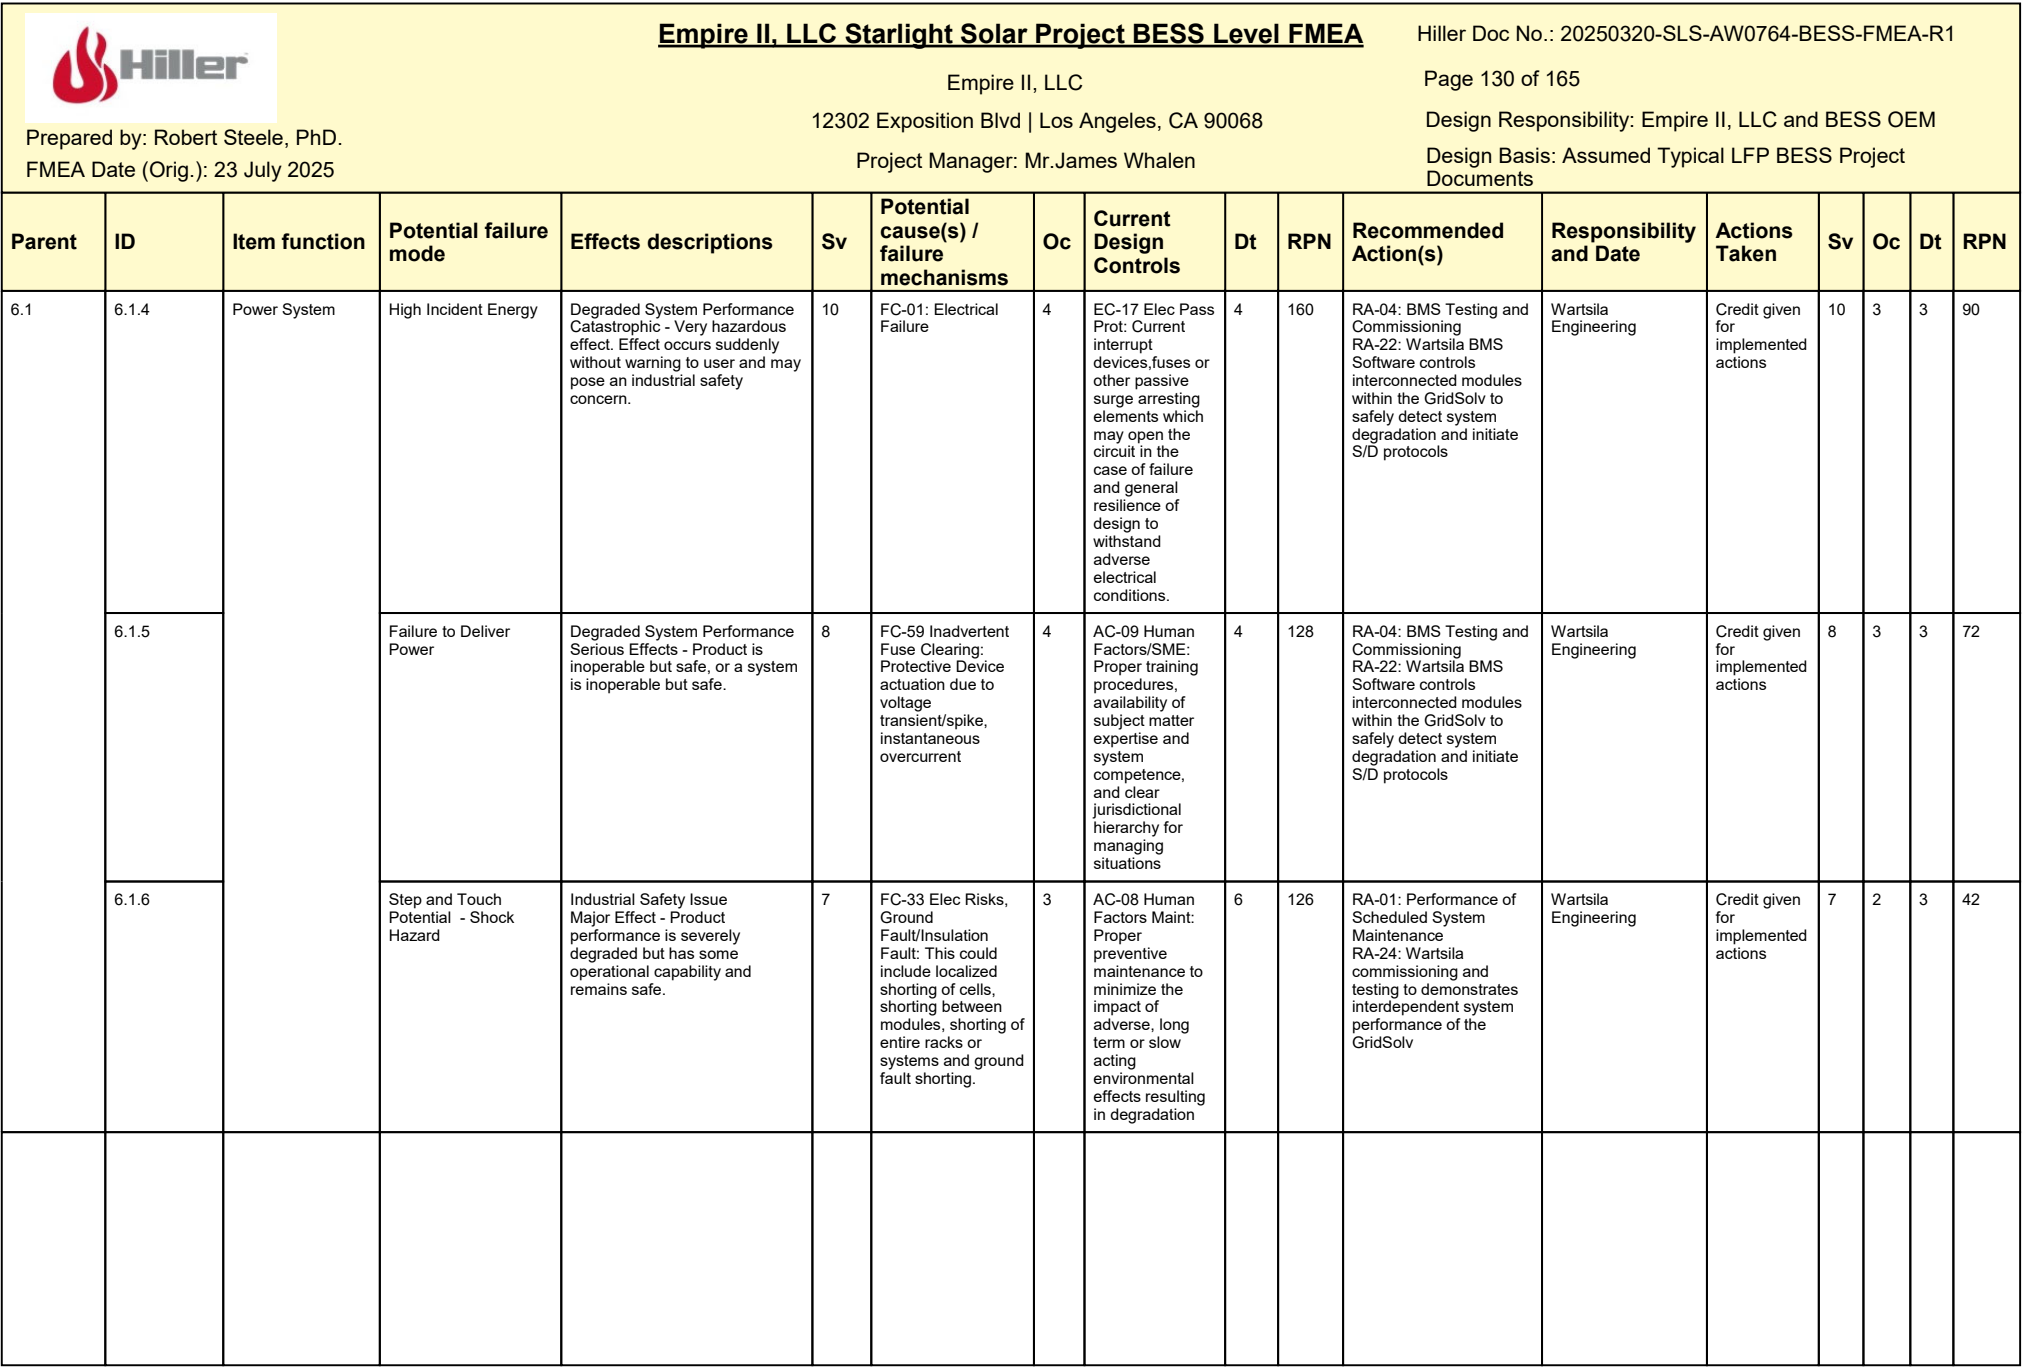 Hiller
Prepared by: Robert Steele, PhD.
FMEA Date (Orig.): 23 July 2025
Empire II, LLC Starlight Solar Project BESS Level FMEA
Empire II, LLC
12302 Exposition Blvd | Los Angeles, CA 90068
Project Manager: Mr.James Whalen
Hiller Doc No.: 20250320-SLS-AW0764-BESS-FMEA-R1
Page 130 of 165
Design Responsibility: Empire II, LLC and BESS OEM
Design Basis: Assumed Typical LFP BESS Project
Documents
Parent
ID
Item function
Potential failure
mode
Effects descriptions
Sv
Potential
cause(s) /
failure
mechanisms
Oc
Current
Design
Controls
Dt
RPN
Recommended
Action(s)
Responsibility
and Date
Actions
Taken
Sv
Oc
Dt
RPN
6.1
6.1.4
Power System
High Incident Energy
Degraded System Performance
Catastrophic - Very hazardous
effect. Effect occurs suddenly
without warning to user and may
pose an industrial safety
concern.
10
FC-01: Electrical
Failure
4
EC-17 Elec Pass
Prot: Current
interrupt
devices,fuses or
other passive
surge arresting
elements which
may open the
circuit in the
case of failure
and general
resilience of
design to
withstand
adverse
electrical
conditions.
4
160
RA-04: BMS Testing and
Commissioning
RA-22: Wartsila BMS
Software controls
interconnected modules
within the GridSolv to
safely detect system
degradation and initiate
S/D protocols
Wartsila
Engineering
Credit given
for
implemented
actions
10
3
3
90
6.1.5
Failure to Deliver
Power
Degraded System Performance
Serious Effects - Product is
inoperable but safe, or a system
is inoperable but safe.
8
FC-59 Inadvertent
Fuse Clearing:
Protective Device
actuation due to
voltage
transient/spike,
instantaneous
overcurrent
4
AC-09 Human
Factors/SME:
Proper training
procedures,
availability of
subject matter
expertise and
system
competence,
and clear
jurisdictional
hierarchy for
managing
situations
4
128
RA-04: BMS Testing and
Commissioning
RA-22: Wartsila BMS
Software controls
interconnected modules
within the GridSolv to
safely detect system
degradation and initiate
S/D protocols
Wartsila
Engineering
Credit given
for
implemented
actions
8
3
3
72
6.1.6
Step and Touch
Potential - Shock
Hazard
Industrial Safety Issue
Major Effect - Product
performance is severely
degraded but has some
operational capability and
remains safe.
7
FC-33 Elec Risks,
Ground
Fault/Insulation
Fault: This could
include localized
shorting of cells,
shorting between
modules, shorting of
entire racks or
systems and ground
fault shorting.
3
AC-08 Human
Factors Maint:
Proper
preventive
maintenance to
minimize the
impact of
adverse, long
term or slow
acting
environmental
effects resulting
in degradation
6
126
RA-01: Performance of
Scheduled System
Maintenance
RA-24: Wartsila
commissioning and
testing to demonstrates
interdependent system
performance of the
GridSolv
Wartsila
Engineering
Credit given
for
implemented
actions
7
2
3
42